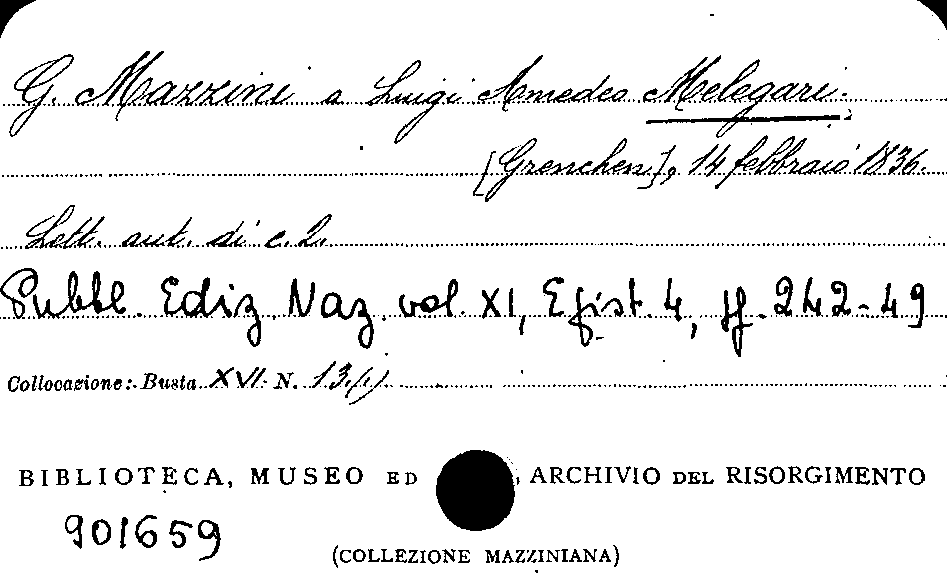 G. Mazzini a Luigi Amedeo Melegari.
[Grenchen], 14 febbraio 1836.
Lett. aut. di c. 2.
Pubbl. Ediz. Naz. vol. XI, Epist. 4, pp. 242-49
Collocazione: Busta XVI N. 13(1)
BIBLIOTECA, MUSEO ED ARCHIVIO DEL RISORGIMENTO
901659
(COLLEZIONE MAZZINIANA)